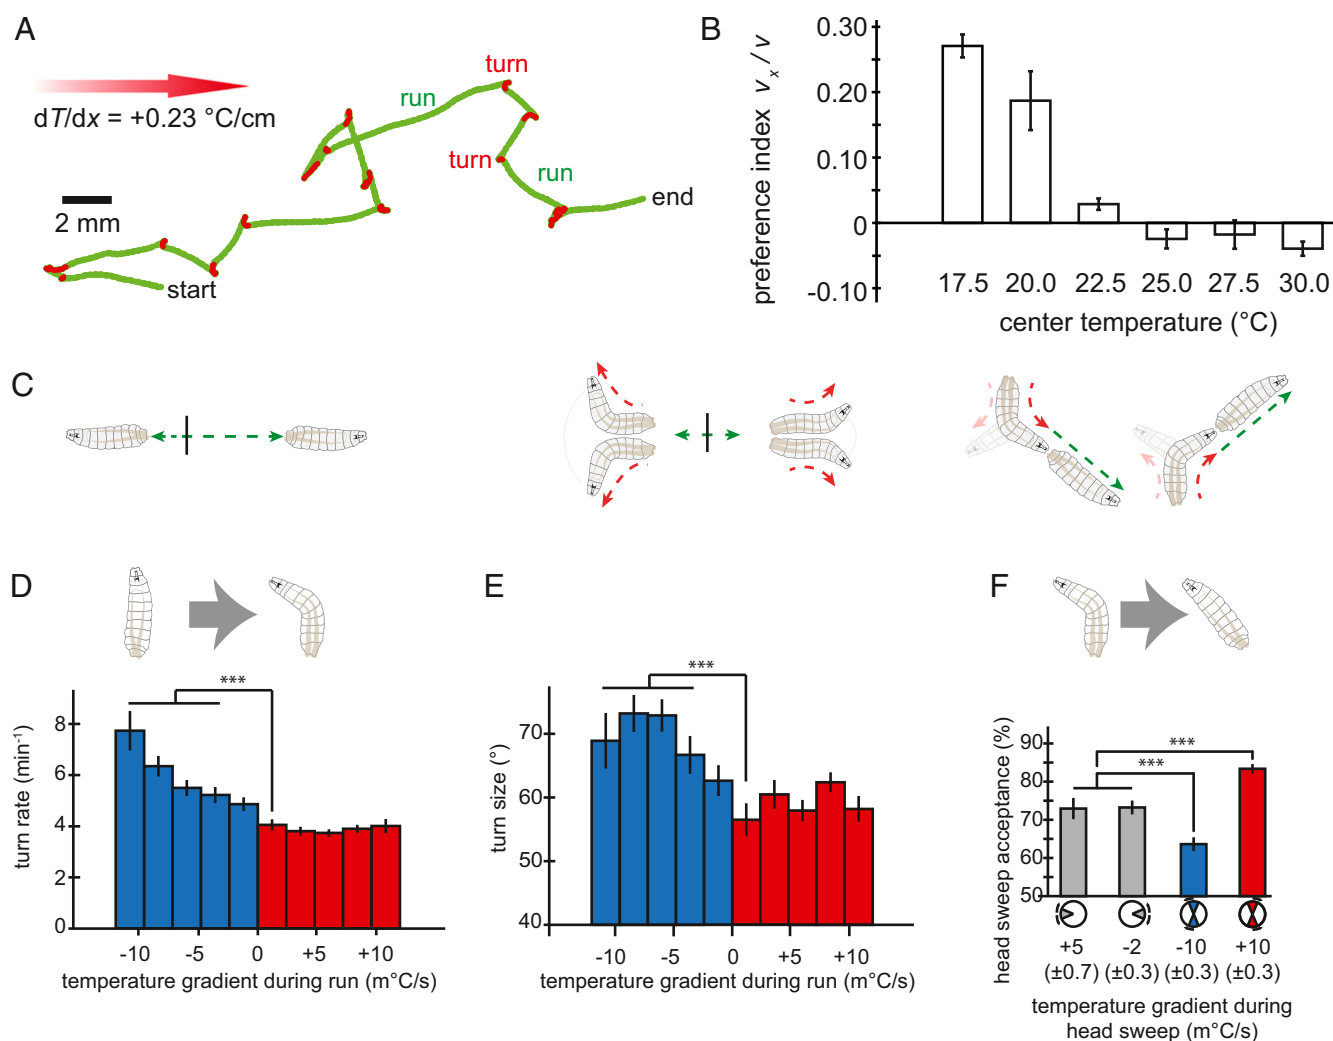 A
dT/dx = +0.23 °C/cm
2 mm
start
run
turn
turn
run
end
B
preference index v_x / v
0.30
0.20
0.10
0
-0.10
17.5 20.0 22.5 25.0 27.5 30.0
center temperature (°C)
C
D
***
turn rate (min⁻¹)
8
6
4
2
0
-10 -5 0 +5 +10
temperature gradient during run (m°C/s)
E
***
turn size (°)
70
60
50
40
-10 -5 0 +5 +10
temperature gradient during run (m°C/s)
F
***
***
head sweep acceptance (%)
90
80
70
60
50
+5 -2 -10 +10
(±0.7) (±0.3) (±0.3) (±0.3)
temperature gradient during
head sweep (m°C/s)